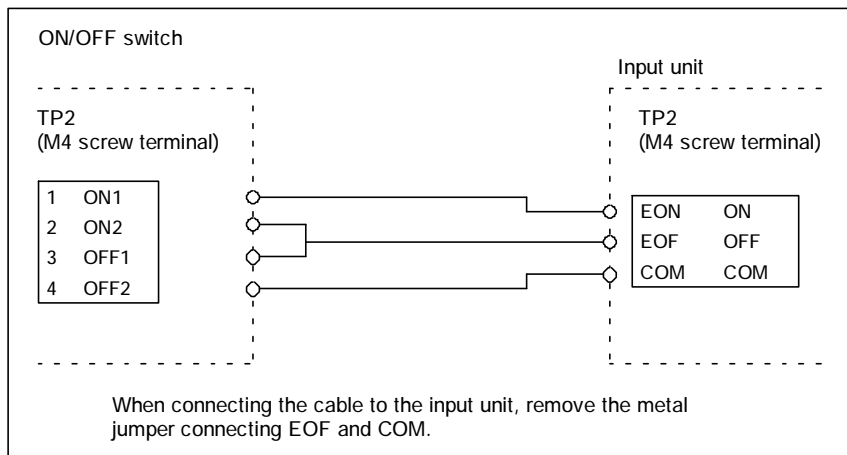 ON/OFF switch
Input unit
TP2
(M4 screw terminal)
TP2
(M4 screw terminal)
1 ON1
2 ON2
3 OFF1
4 OFF2
EON ON
EOF OFF
COM COM
When connecting the cable to the input unit, remove the metal
jumper connecting EOF and COM.